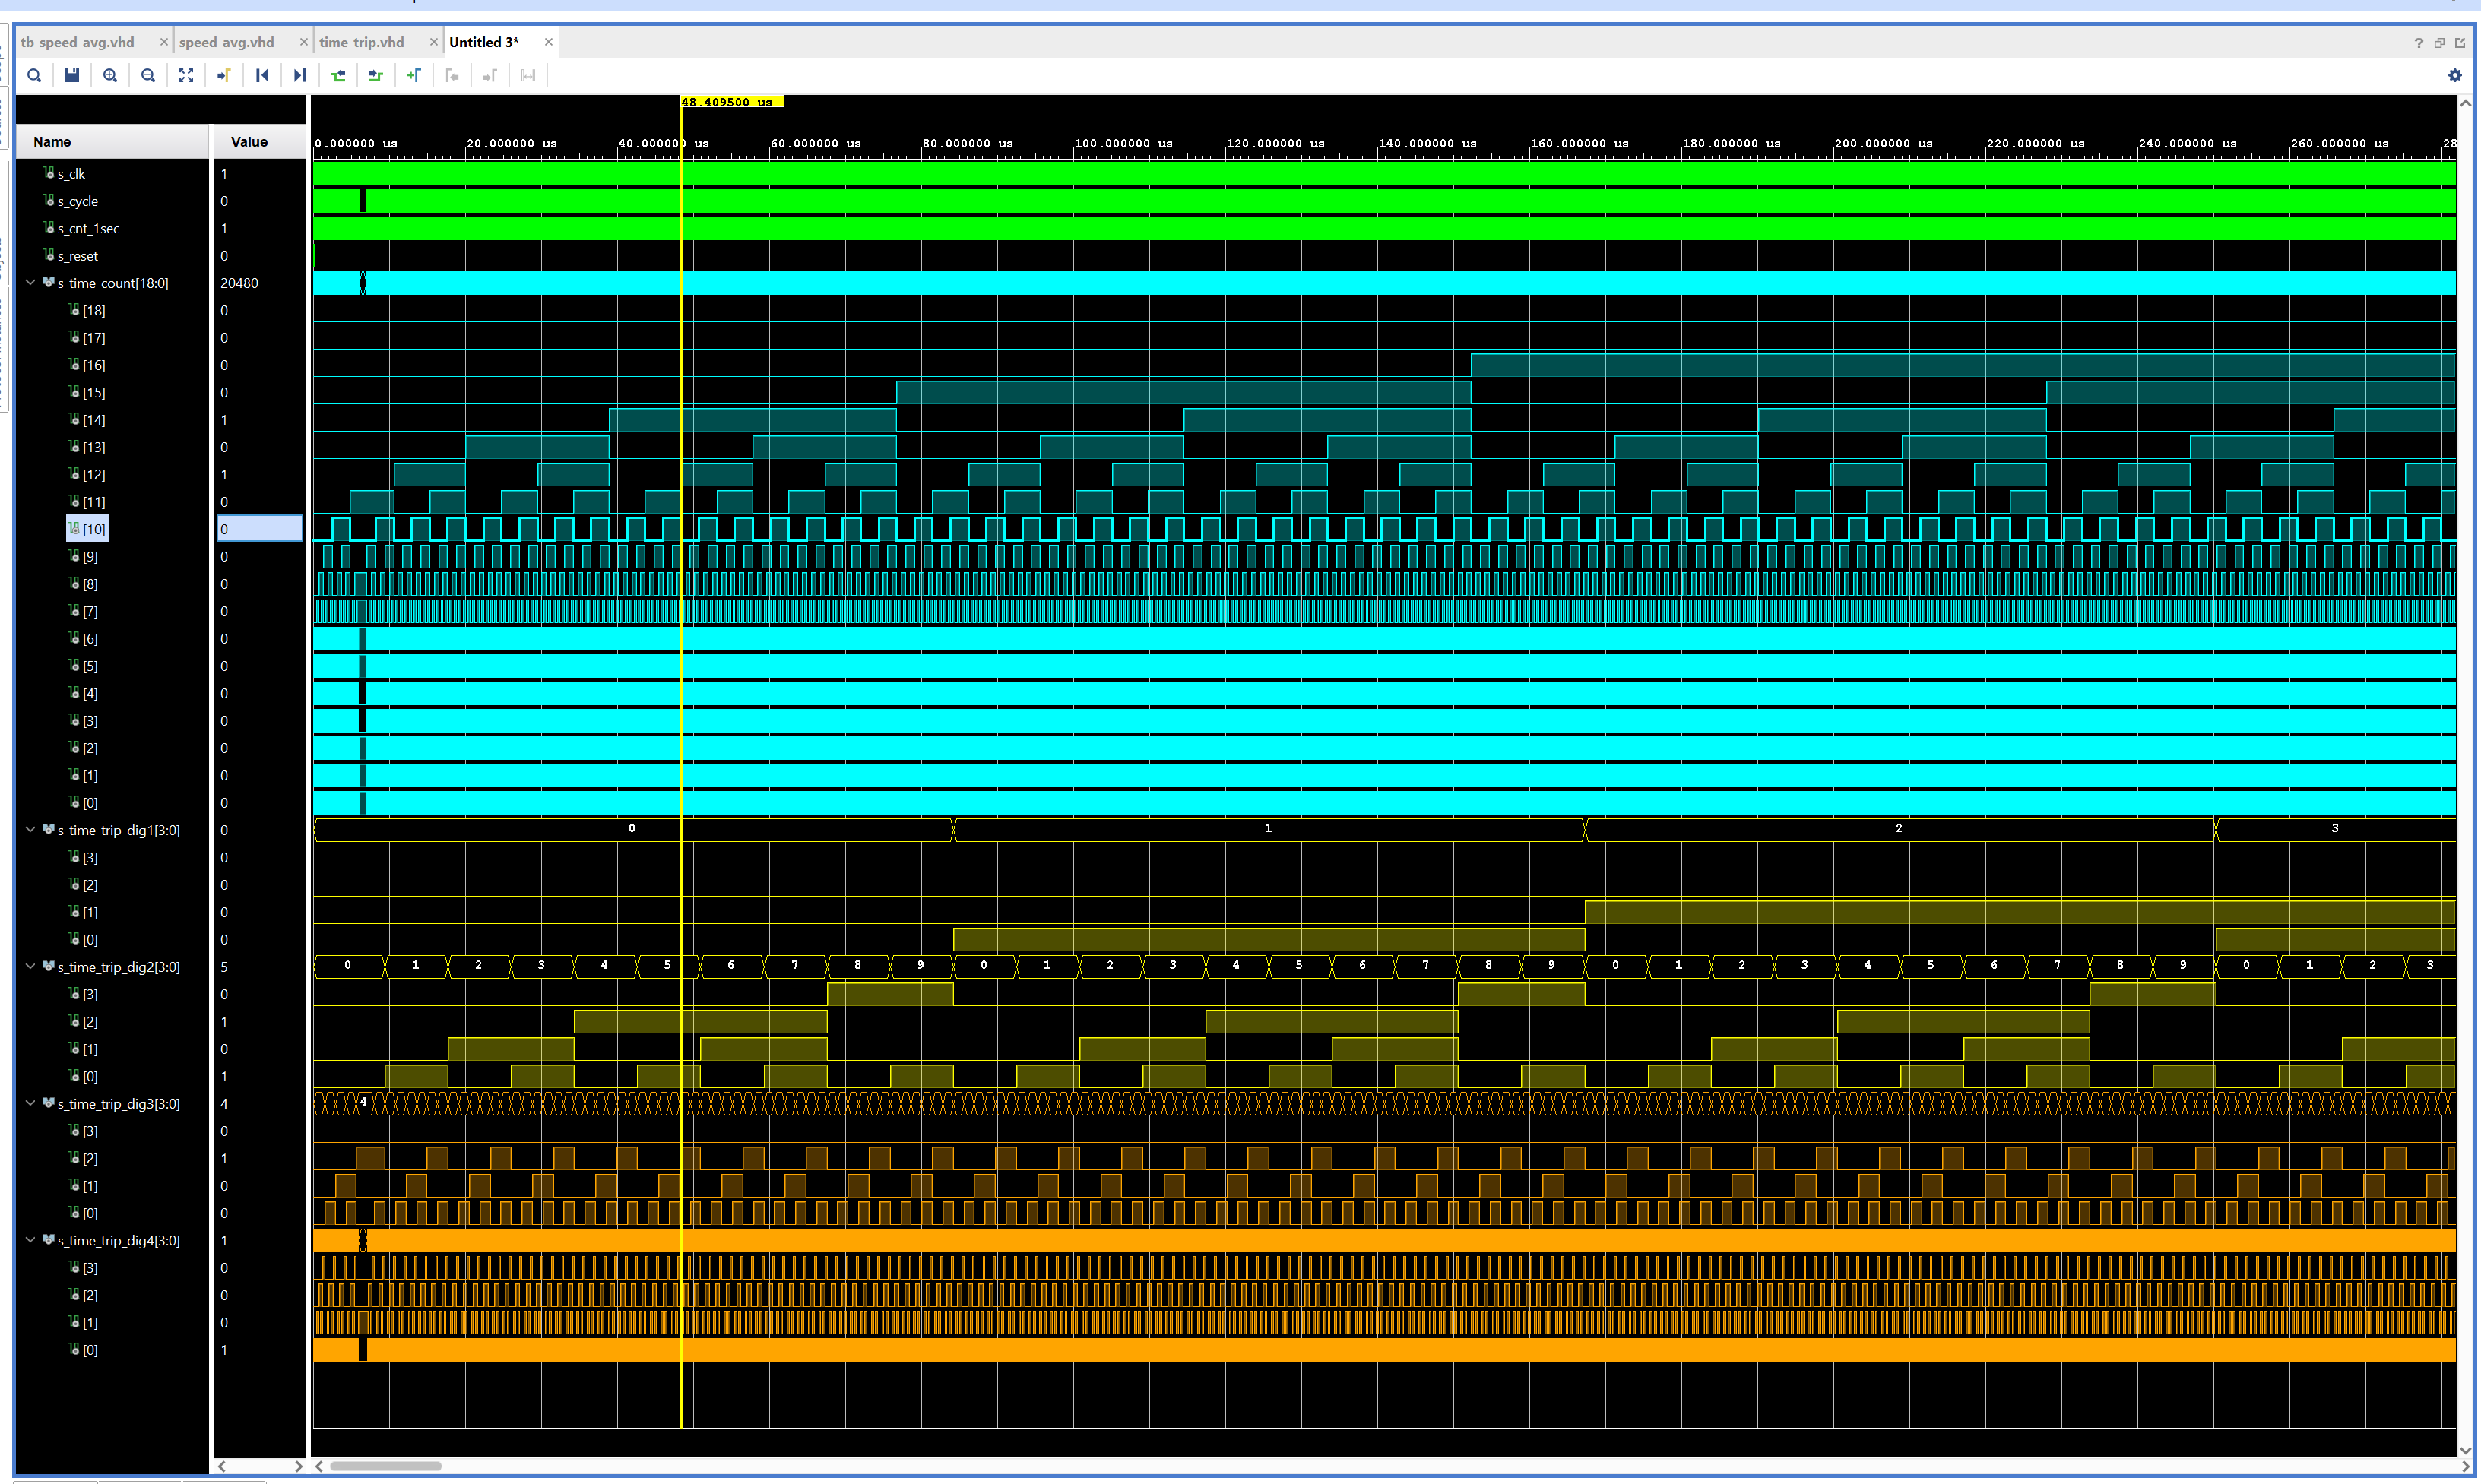 tb_speed_avg.vhd × speed_avg.vhd × time_trip.vhd × Untitled 3* ×
48.409500 us
Name Value
0.000000 us 20.000000 us 40.000000 us 60.000000 us 80.000000 us 100.000000 us 120.000000 us 140.000000 us 160.000000 us 180.000000 us 200.000000 us 220.000000 us 240.000000 us 260.000000 us 28
s_clk 1
s_cycle 0
s_cnt_1sec 1
s_reset 0
s_time_count[18:0] 20480
[18] 0
[17] 0
[16] 0
[15] 0
[14] 1
[13] 0
[12] 1
[11] 0
[10] 0
[9] 0
[8] 0
[7] 0
[6] 0
[5] 0
[4] 0
[3] 0
[2] 0
[1] 0
[0] 0
s_time_trip_dig1[3:0] 0 0 1 2 3
[3] 0
[2] 0
[1] 0
[0] 0
s_time_trip_dig2[3:0] 5 0 1 2 3 4 5 6 7 8 9 0 1 2 3 4 5 6 7 8 9 0 1 2 3 4 5 6 7 8 9 0 1 2 3
[3] 0
[2] 1
[1] 0
[0] 1
s_time_trip_dig3[3:0] 4 4
[3] 0
[2] 1
[1] 0
[0] 0
s_time_trip_dig4[3:0] 1
[3] 0
[2] 0
[1] 0
[0] 1